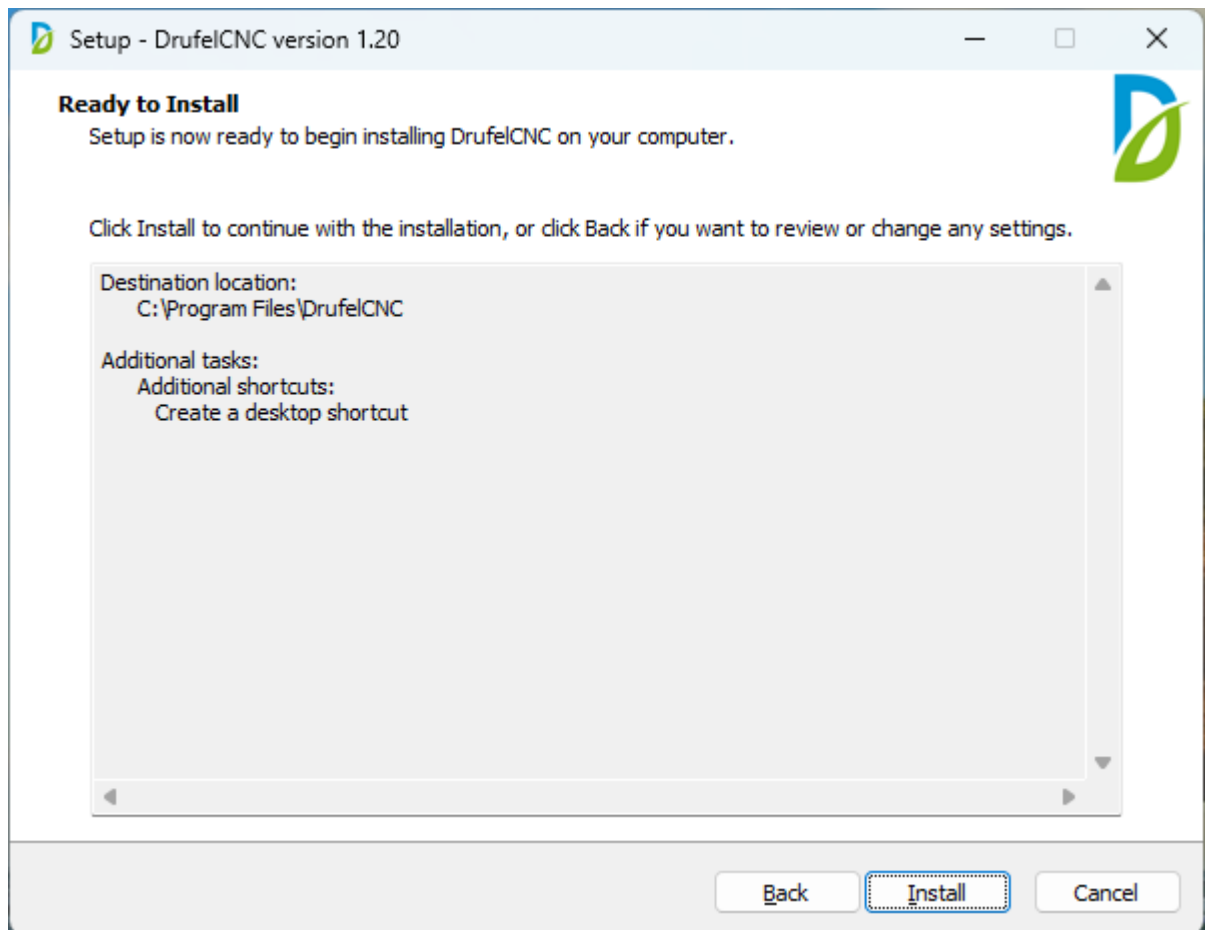 Setup - DrufelCNC version 1.20
Ready to Install
Setup is now ready to begin installing DrufelCNC on your computer.
Click Install to continue with the installation, or click Back if you want to review or change any settings.
Destination location:
C:\Program Files\DrufelCNC
Additional tasks:
Additional shortcuts:
Create a desktop shortcut
Back
Install
Cancel